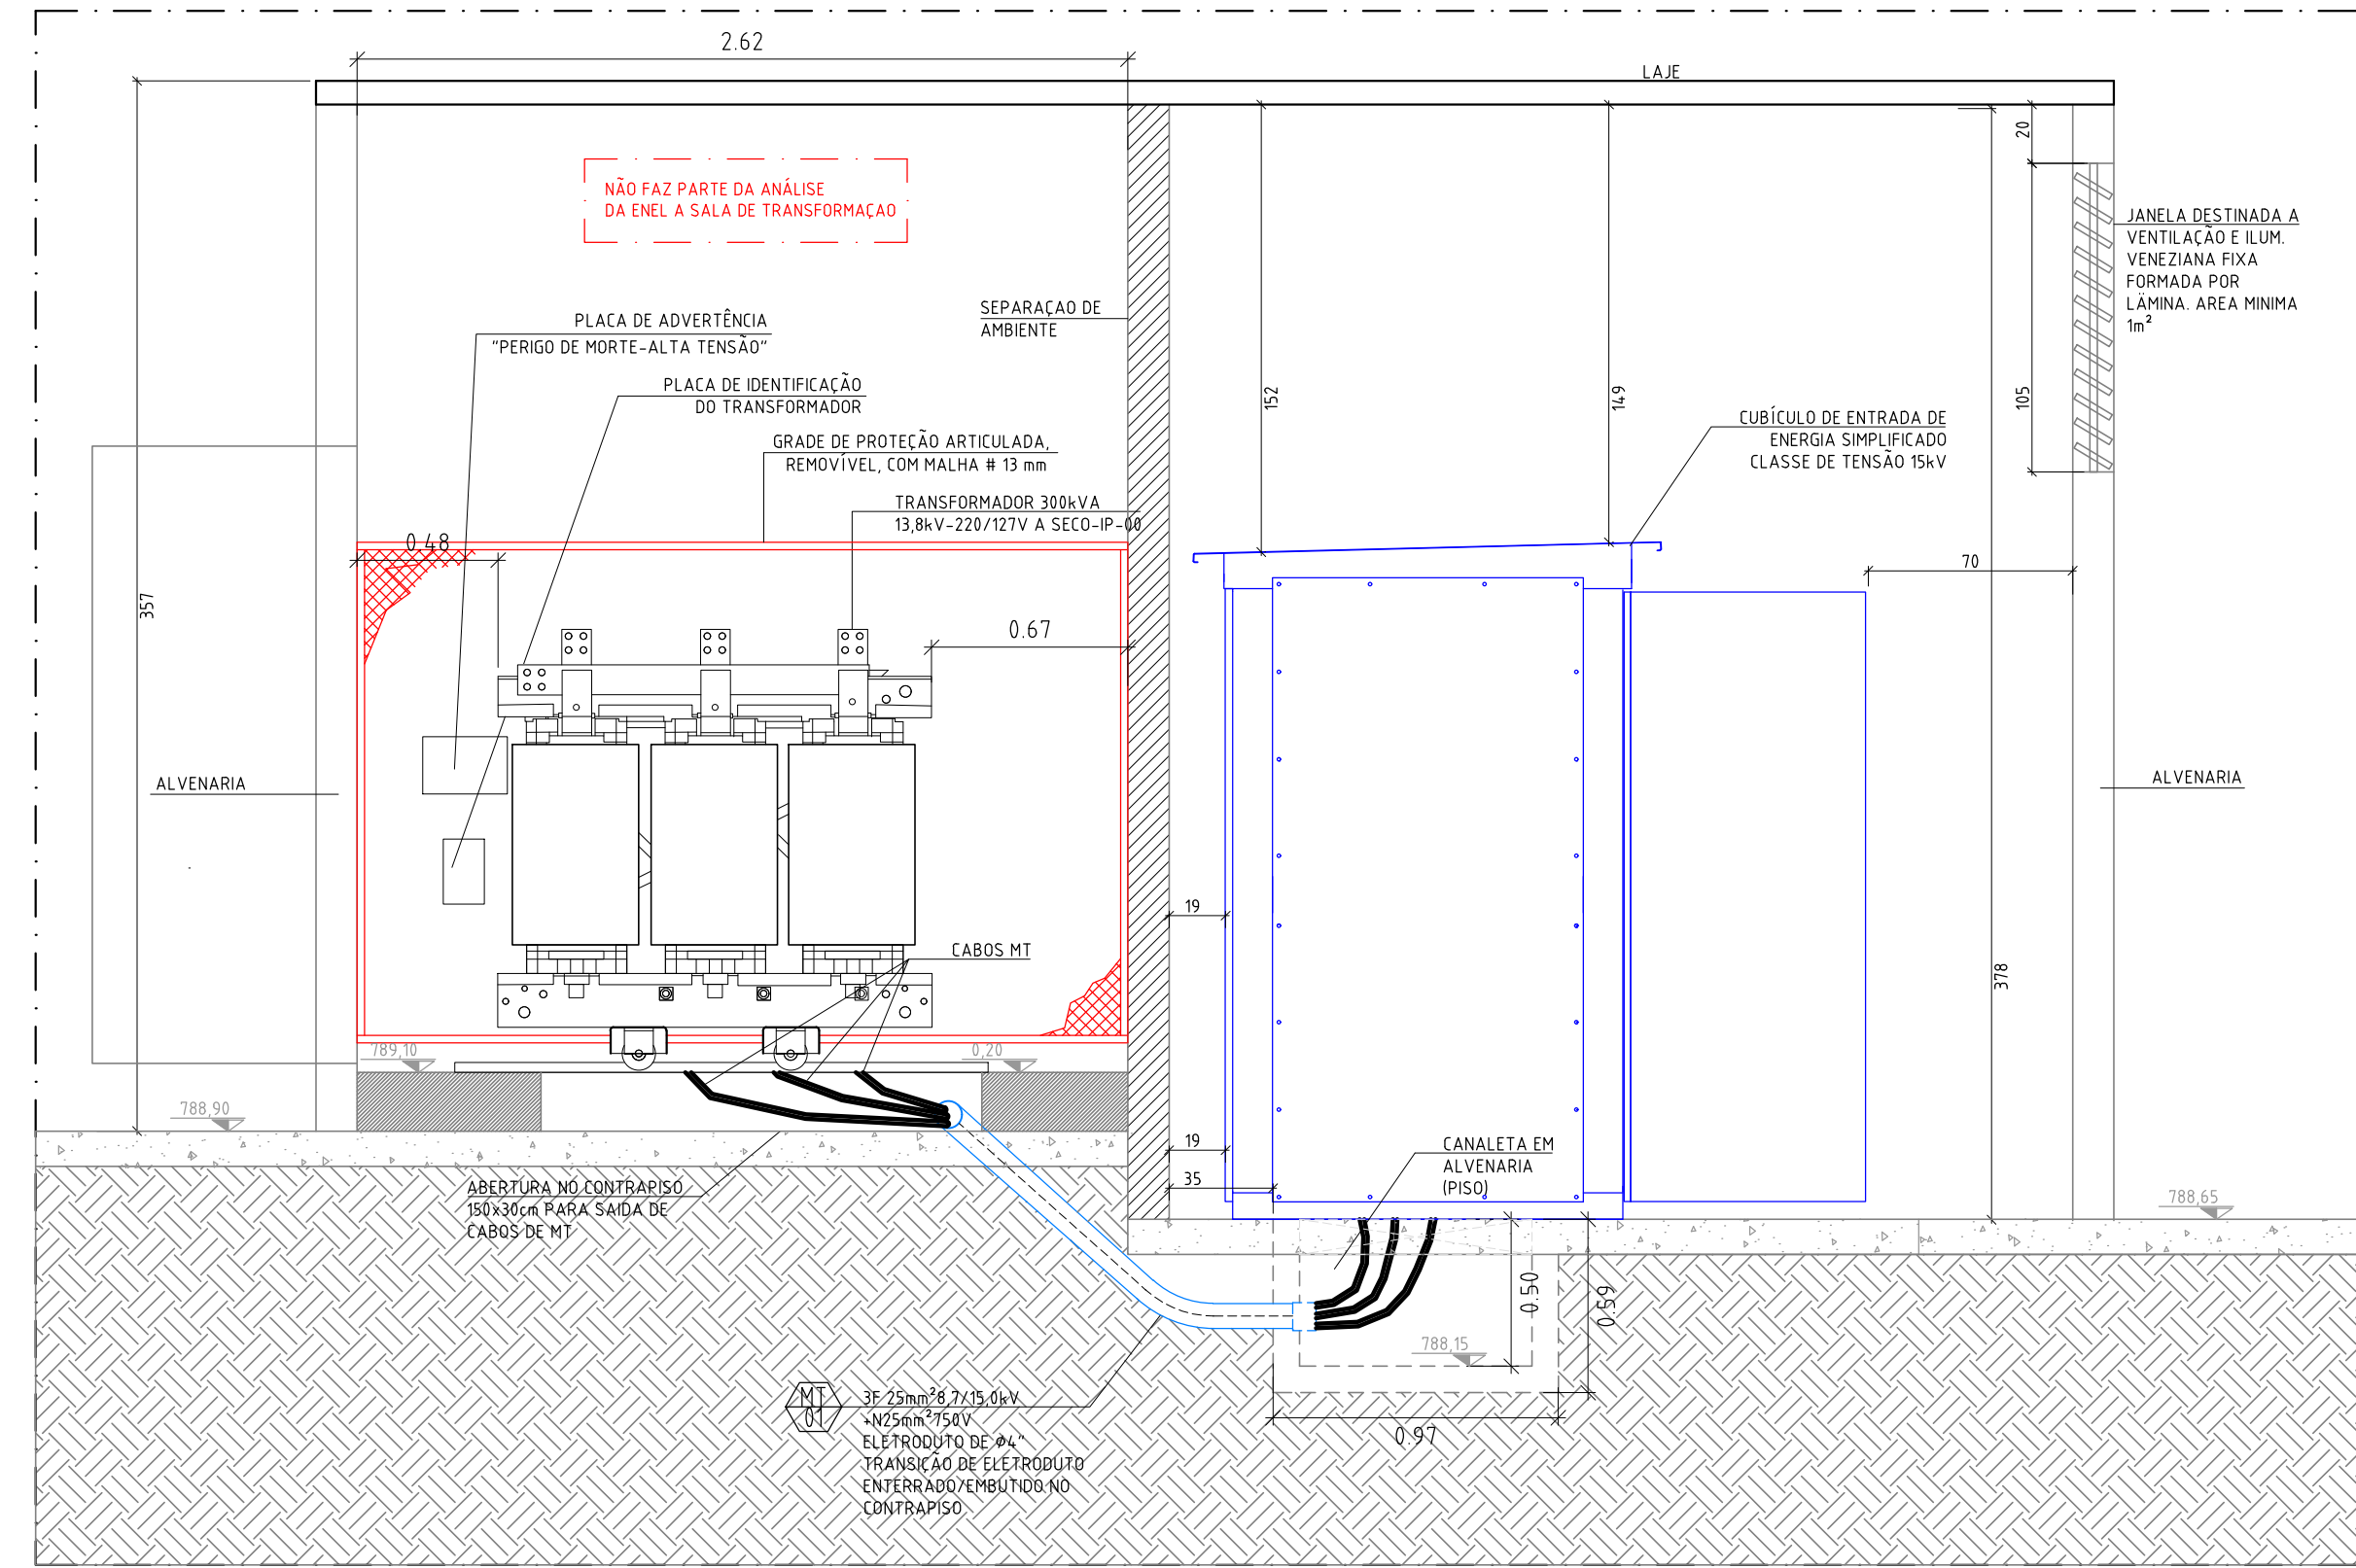 2.62
LAJE
20
NÃO FAZ PARTE DA ANÁLISE
DA ENEL A SALA DE TRANSFORMAÇAO
JANELA DESTINADA A
VENTILAÇÃO E ILUM.
VENEZIANA FIXA
FORMADA POR
LÄMINA. AREA MINIMA
1m²
SEPARAÇAO DE
AMBIENTE
PLACA DE ADVERTÊNCIA
"PERIGO DE MORTE-ALTA TENSÃO"
PLACA DE IDENTIFICAÇÃO
DO TRANSFORMADOR
152
149
105
CUBÍCULO DE ENTRADA DE
ENERGIA SIMPLIFICADO
CLASSE DE TENSÃO 15kV
GRADE DE PROTEÇÃO ARTICULADA,
REMOVÍVEL, COM MALHA # 13 mm
TRANSFORMADOR 300kVA
13,8kV-220/127V A SECO-IP-00
0.48
70
357
0.67
ALVENARIA
ALVENARIA
19
CABOS MT
378
789,10
0,20
788,90
19
CANALETA EM
ALVENARIA
(PISO)
35
ABERTURA NO CONTRAPISO
150x30cm PARA SAIDA DE
CABOS DE MT
788,65
0.50
0.59
788,15
MT
01
3F 25mm²8,7/15,0kV
+N25mm²750V
ELETRODUTO DE Ø4"
TRANSIÇÃO DE ELETRODUTO
ENTERRADO/EMBUTIDO NO
CONTRAPISO
0.97